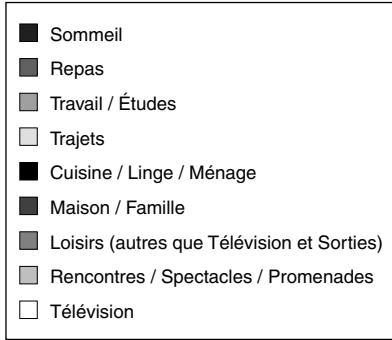 Sommeil
Repas
Travail / Études
Trajets
Cuisine / Linge / Ménage
Maison / Famille
Loisirs (autres que Télévision et Sorties)
Rencontres / Spectacles / Promenades
Télévision